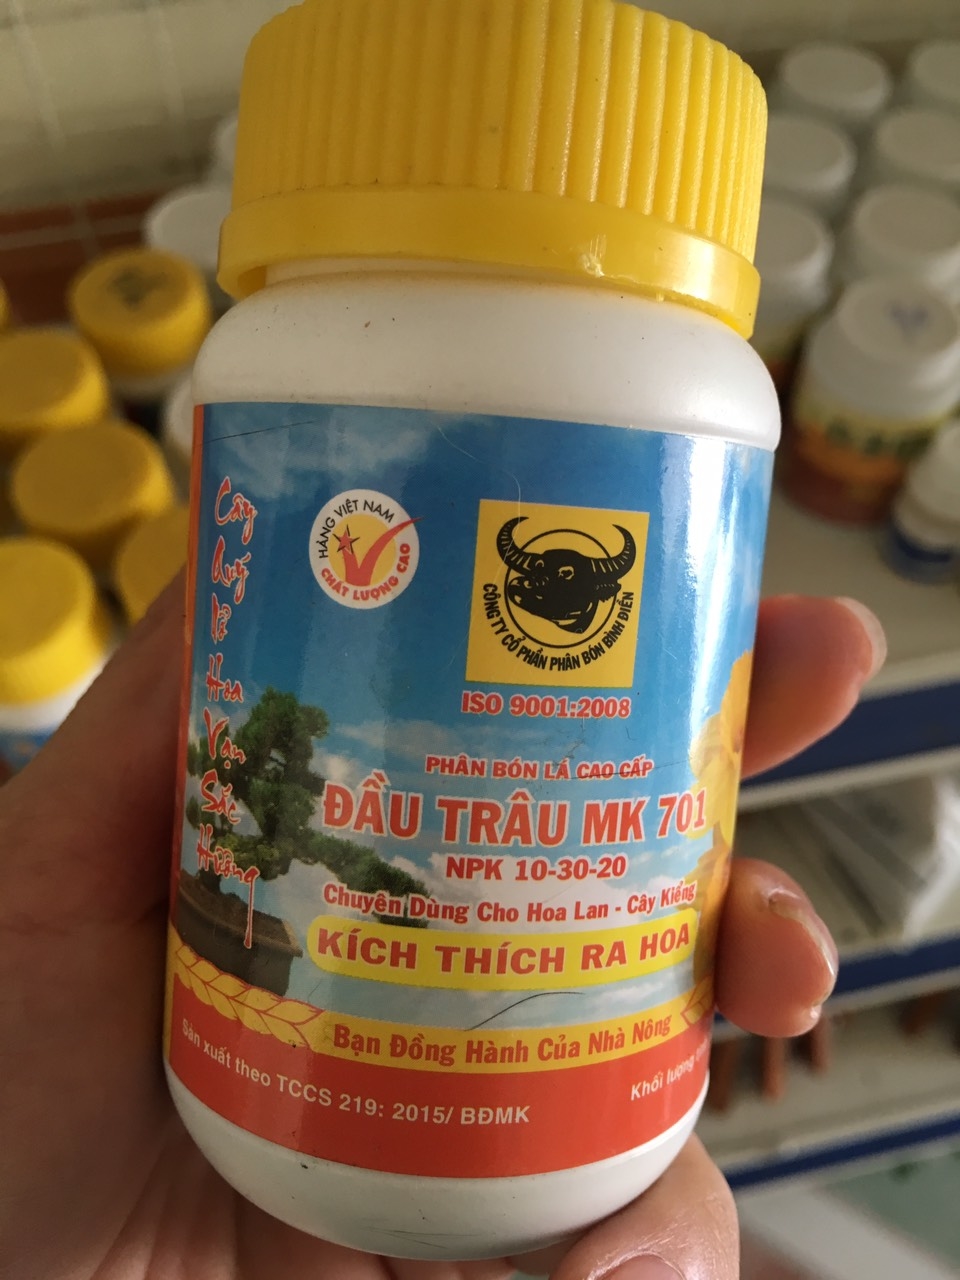 Cây Quý Nở Hoa Vạn Sắc Hương
HÀNG VIỆT NAM
CHẤT LƯỢNG CAO
CÔNG TY CỔ PHẦN PHÂN BÓN BÌNH ĐIỀN
ISO 9001:2008
PHÂN BÓN LÁ CAO CẤP
ĐẦU TRÂU MK 701
NPK 10-30-20
Chuyên Dùng Cho Hoa Lan - Cây Kiểng
KÍCH THÍCH RA HOA
Bạn Đồng Hành Của Nhà Nông
Sản xuất theo TCCS 219: 2015/ BĐMK
Khối lượng